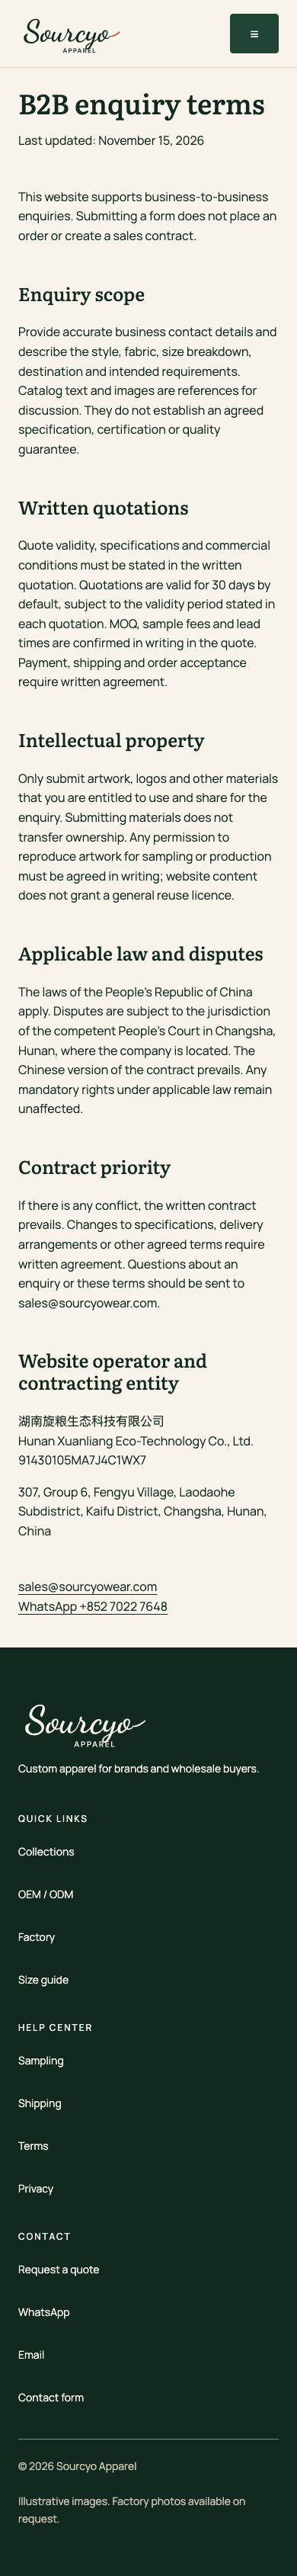 Sourcyo
APPAREL
B2B enquiry terms
Last updated: November 15, 2026
This website supports business-to-business
enquiries. Submitting a form does not place an
order or create a sales contract.
Enquiry scope
Provide accurate business contact details and
describe the style, fabric, size breakdown,
destination and intended requirements.
Catalog text and images are references for
discussion. They do not establish an agreed
specification, certification or quality
guarantee.
Written quotations
Quote validity, specifications and commercial
conditions must be stated in the written
quotation. Quotations are valid for 30 days by
default, subject to the validity period stated in
each quotation. MOQ, sample fees and lead
times are confirmed in writing in the quote.
Payment, shipping and order acceptance
require written agreement.
Intellectual property
Only submit artwork, logos and other materials
that you are entitled to use and share for the
enquiry. Submitting materials does not
transfer ownership. Any permission to
reproduce artwork for sampling or production
must be agreed in writing; website content
does not grant a general reuse licence.
Applicable law and disputes
The laws of the People's Republic of China
apply. Disputes are subject to the jurisdiction
of the competent People's Court in Changsha,
Hunan, where the company is located. The
Chinese version of the contract prevails. Any
mandatory rights under applicable law remain
unaffected.
Contract priority
If there is any conflict, the written contract
prevails. Changes to specifications, delivery
arrangements or other agreed terms require
written agreement. Questions about an
enquiry or these terms should be sent to
sales@sourcyowear.com.
Website operator and
contracting entity
湖南旋粮生态科技有限公司
Hunan Xuanliang Eco-Technology Co., Ltd.
91430105MA7J4C1WX7
307, Group 6, Fengyu Village, Laodaohe
Subdistrict, Kaifu District, Changsha, Hunan,
China
sales@sourcyowear.com
WhatsApp +852 7022 7648
Sourcyo
APPAREL
Custom apparel for brands and wholesale buyers.
QUICK LINKS
Collections
OEM / ODM
Factory
Size guide
HELP CENTER
Sampling
Shipping
Terms
Privacy
CONTACT
Request a quote
WhatsApp
Email
Contact form
© 2026 Sourcyo Apparel
Illustrative images. Factory photos available on
request.